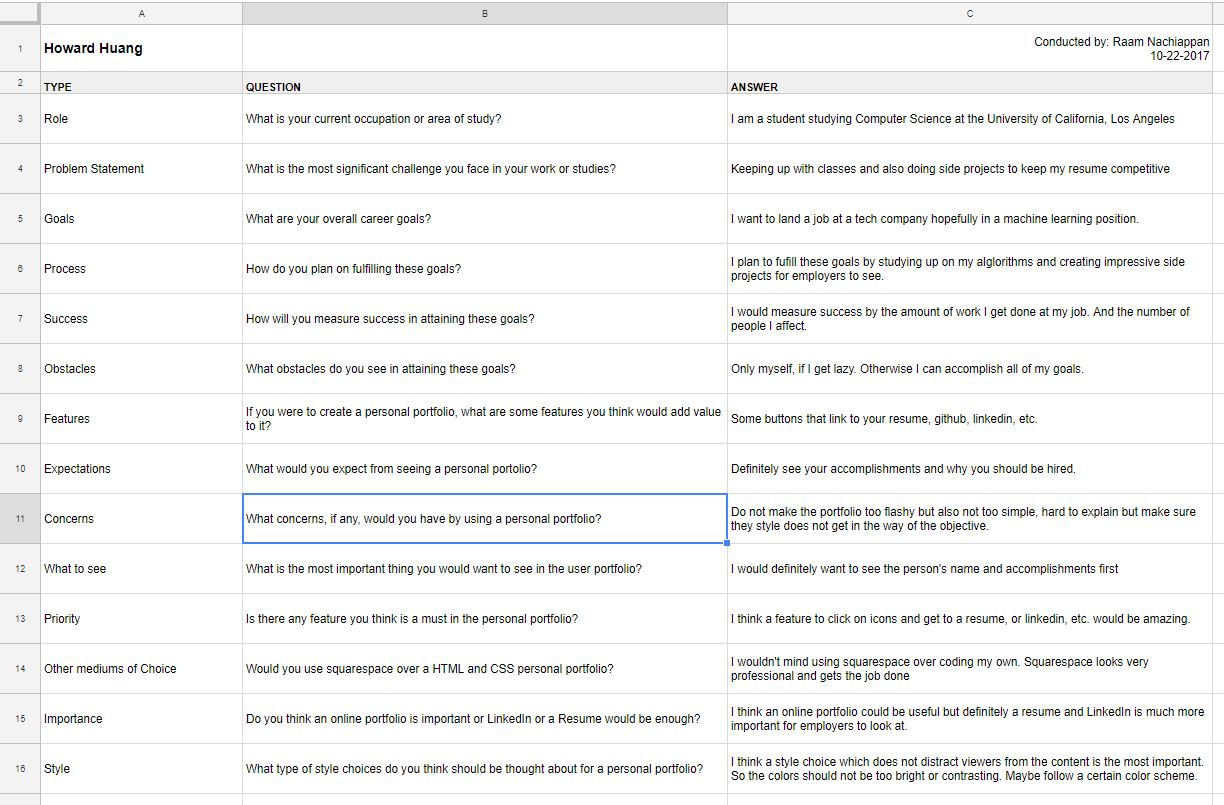 A B C
1 Howard Huang Conducted by: Raam Nachiappan
10-22-2017
2 TYPE QUESTION ANSWER
3 Role What is your current occupation or area of study? I am a student studying Computer Science at the University of California, Los Angeles
4 Problem Statement What is the most significant challenge you face in your work or studies? Keeping up with classes and also doing side projects to keep my resume competitive
5 Goals What are your overall career goals? I want to land a job at a tech company hopefully in a machine learning position.
6 Process How do you plan on fulfilling these goals? I plan to fufill these goals by studying up on my alglorithms and creating impressive side
projects for employers to see.
7 Success How will you measure success in attaining these goals? I would measure success by the amount of work I get done at my job. And the number of
people I affect.
8 Obstacles What obstacles do you see in attaining these goals? Only myself, if I get lazy. Otherwise I can accomplish all of my goals.
9 Features If you were to create a personal portfolio, what are some features you think would add value
to it? Some buttons that link to your resume, github, linkedin, etc.
10 Expectations What would you expect from seeing a personal portolio? Definitely see your accomplishments and why you should be hired.
11 Concerns What concerns, if any, would you have by using a personal portfolio? Do not make the portfolio too flashy but also not too simple, hard to explain but make sure
they style does not get in the way of the objective.
12 What to see What is the most important thing you would want to see in the user portfolio? I would definitely want to see the person's name and accomplishments first
13 Priority Is there any feature you think is a must in the personal portfolio? I think a feature to click on icons and get to a resume, or linkedin, etc. would be amazing.
14 Other mediums of Choice Would you use squarespace over a HTML and CSS personal portfolio? I wouldn't mind using squarespace over coding my own. Squarespace looks very
professional and gets the job done
15 Importance Do you think an online portfolio is important or LinkedIn or a Resume would be enough? I think an online portfolio could be useful but definitely a resume and LinkedIn is much more
important for employers to look at.
16 Style What type of style choices do you think should be thought about for a personal portfolio? I think a style choice which does not distract viewers from the content is the most important.
So the colors should not be too bright or contrasting. Maybe follow a certain color scheme.